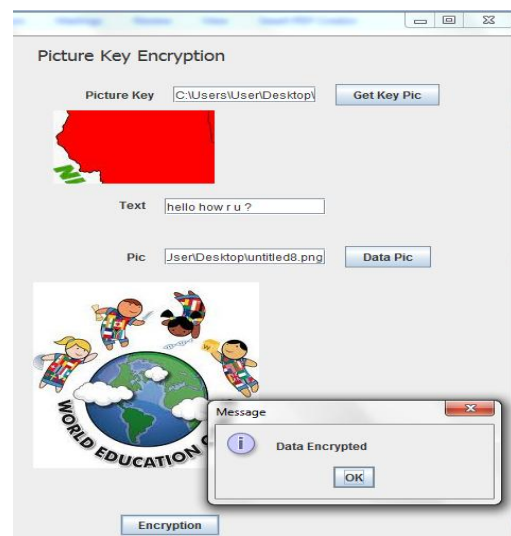 Picture Key Encryption
Picture Key C:\Users\User\Desktop\ Get Key Pic
NI
Text hello how r u ?
Pic Jser\Desktop\untitled8.png Data Pic
WORLD EDUCATION
Message
Data Encrypted
OK
Encryption